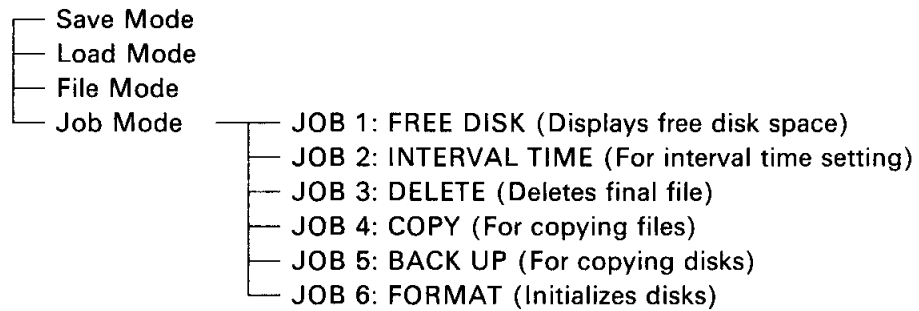 Save Mode
Load Mode
File Mode
Job Mode JOB 1: FREE DISK (Displays free disk space)
JOB 2: INTERVAL TIME (For interval time setting)
JOB 3: DELETE (Deletes final file)
JOB 4: COPY (For copying files)
JOB 5: BACK UP (For copying disks)
JOB 6: FORMAT (Initializes disks)